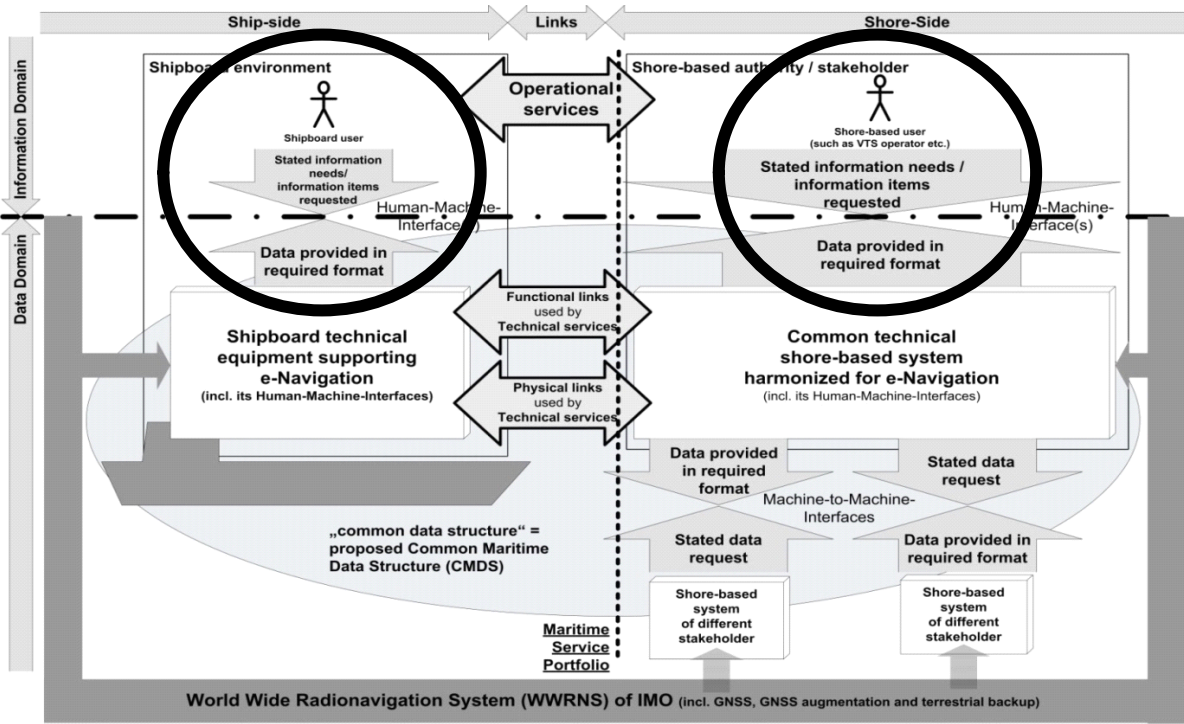 Ship-side
Links
Shore-Side
Information Domain
Data Domain
Shipboard environment
Shipboard user
Stated information
needs/
information items
requested
Human-Machine-
Interface(s)
Data provided in
required format
Shipboard technical
equipment supporting
e-Navigation
(incl. its Human-Machine-Interfaces)
Operational
services
Functional links
used by
Technical services
Physical links
used by
Technical services
Shore-based authority / stakeholder
Shore-based user
(such as VTS operator etc.)
Stated information needs /
information items
requested
Human-Machine-
Interface(s)
Data provided in
required format
Common technical
shore-based system
harmonized for e-Navigation
(incl. its Human-Machine-Interfaces)
Data provided
in required
format
Stated data
request
Machine-to-Machine-
Interfaces
Stated data
request
Data provided in
required format
„common data structure“ =
proposed Common Maritime
Data Structure (CMDS)
Shore-based
system
of different
stakeholder
Shore-based
system
of different
stakeholder
Maritime
Service
Portfolio
World Wide Radionavigation System (WWRNS) of IMO (incl. GNSS, GNSS augmentation and terrestrial backup)